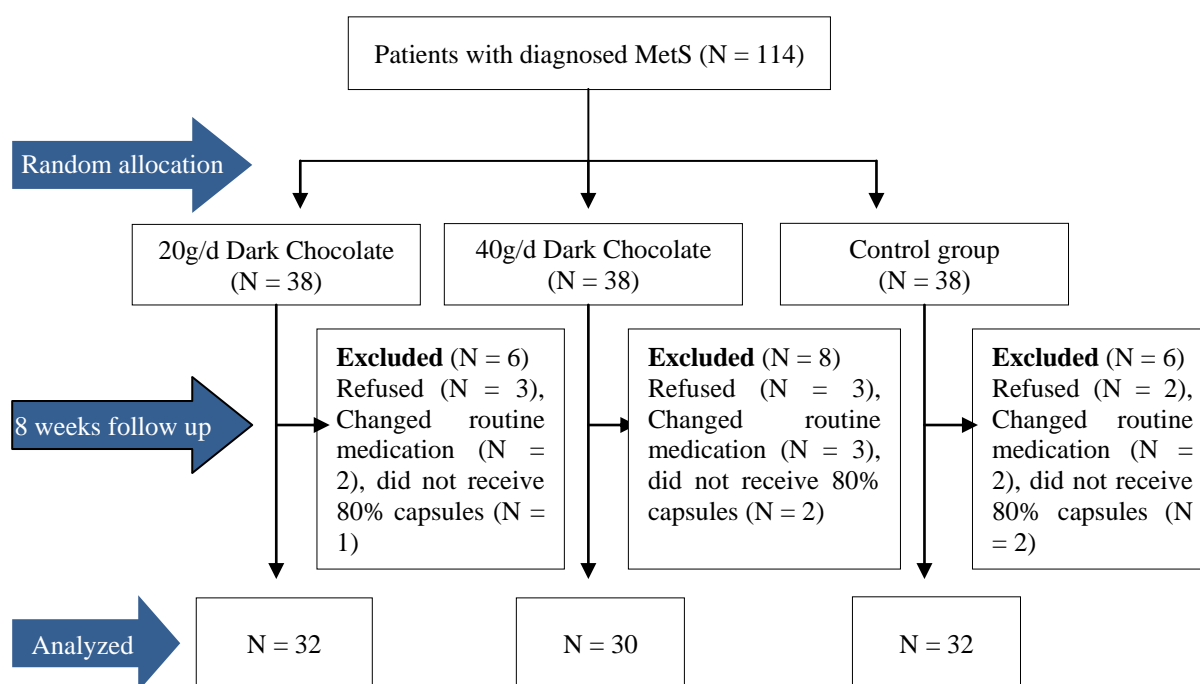 Patients with diagnosed MetS (N = 114)
Random allocation
20g/d Dark Chocolate
(N = 38)
40g/d Dark Chocolate
(N = 38)
Control group
(N = 38)
8 weeks follow up
Excluded (N = 6)
Refused (N = 3),
Changed routine
medication (N =
2), did not receive
80% capsules (N =
1)
Excluded (N = 8)
Refused (N = 3),
Changed routine
medication (N = 3),
did not receive 80%
capsules (N = 2)
Excluded (N = 6)
Refused (N = 2),
Changed routine
medication (N =
2), did not receive
80% capsules (N
= 2)
Analyzed
N = 32
N = 30
N = 32